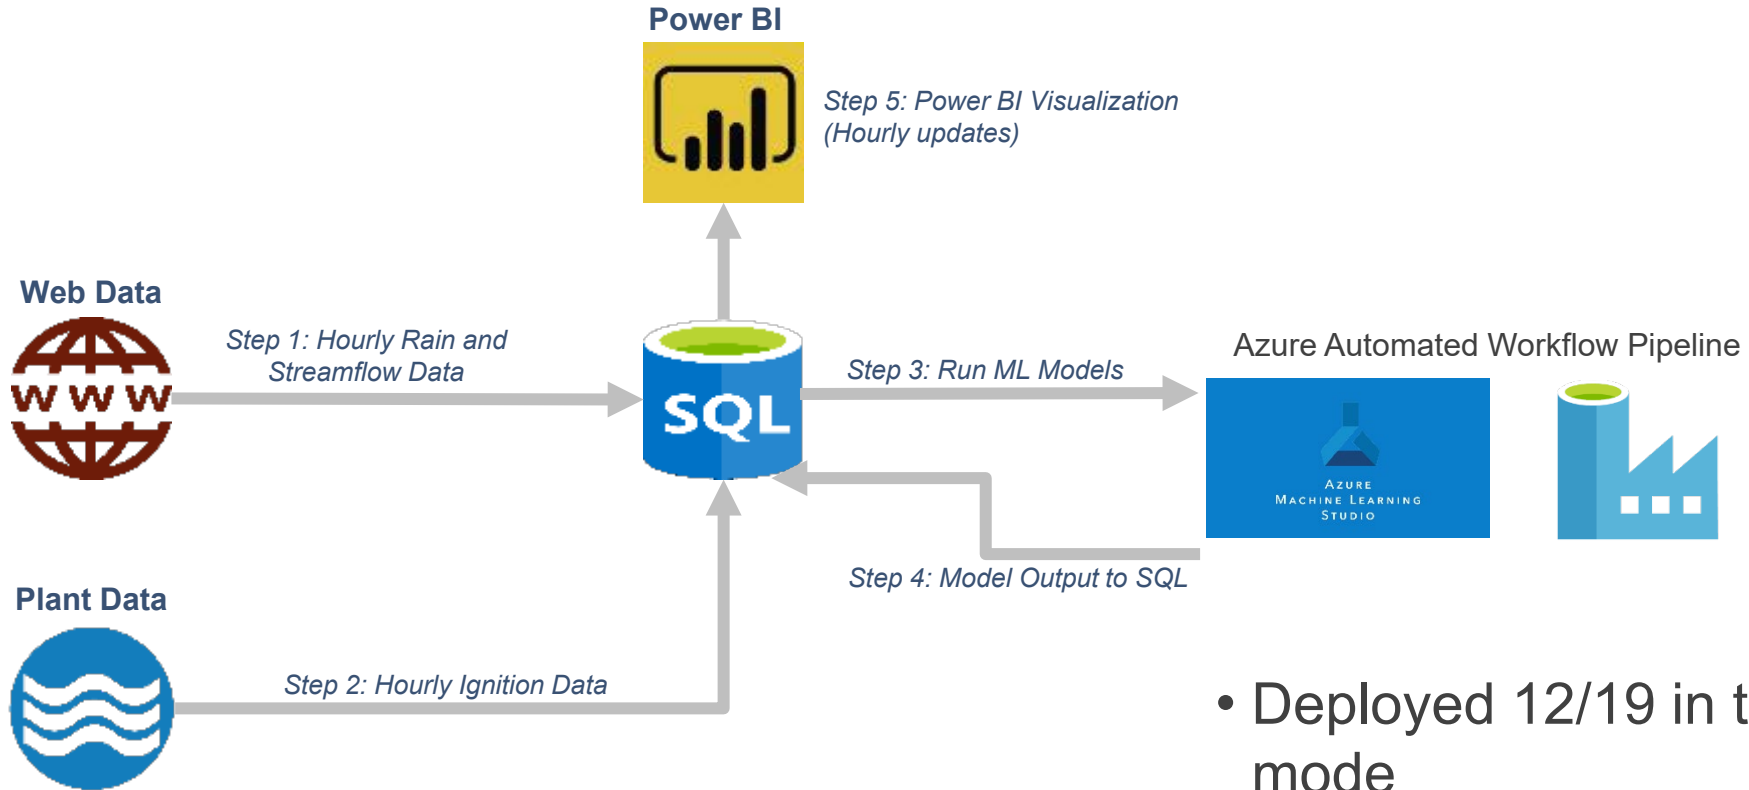 Power BI
Step 5: Power BI Visualization
(Hourly updates)
Web Data
WWW
Step 1: Hourly Rain and
Streamflow Data
SQL
Step 3: Run ML Models
Azure Automated Workflow Pipeline
AZURE
MACHINE LEARNING
STUDIO
Step 4: Model Output to SQL
Plant Data
Step 2: Hourly Ignition Data
• Deployed 12/19 in t
mode